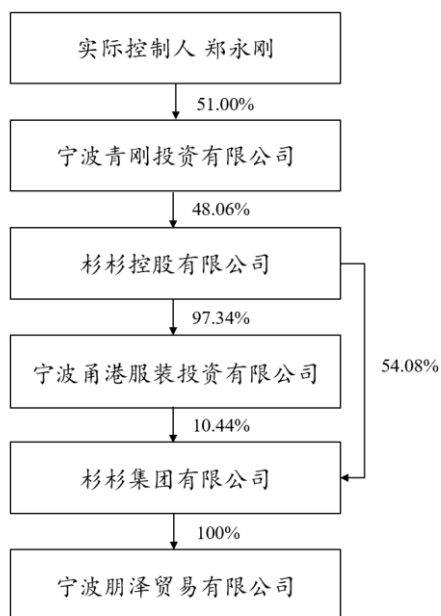 实际控制人 郑永刚
51.00%
宁波青刚投资有限公司
48.06%
杉杉控股有限公司
97.34%
54.08%
宁波甬港服装投资有限公司
10.44%
杉杉集团有限公司
100%
宁波朋泽贸易有限公司